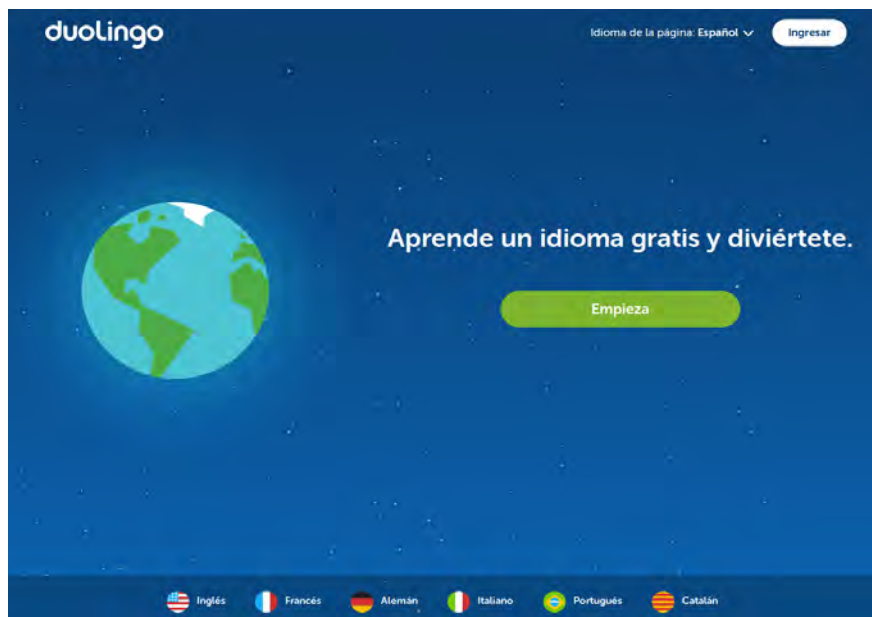 duolingo
Idioma de la página: Español
Ingresar
Aprende un idioma gratis y diviértete.
Empieza
Inglés Francés Alemán Italiano Portugués Catalán